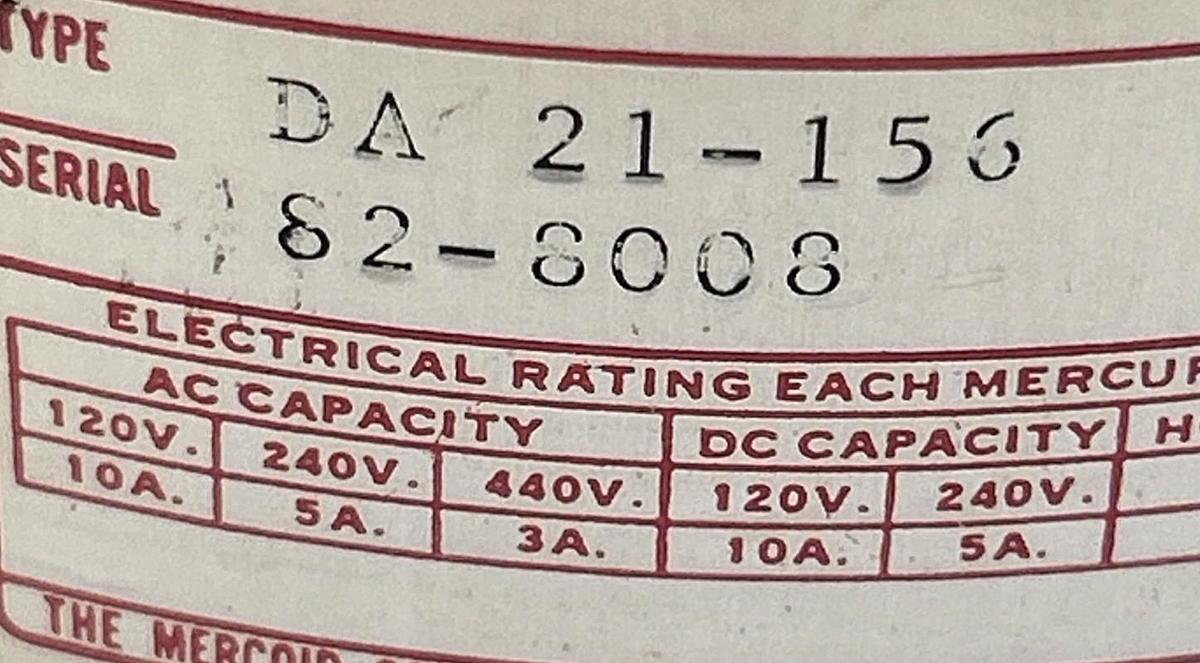 TYPE DA 21-156
SERIAL 82-8008
ELECTRICAL RATING EACH
AC CAPACITY DC CAPACITY
120V. 240V. 440V. 120V. 240V.
10A. 5A. 3A. 10A. 5A.
THE MERCOID